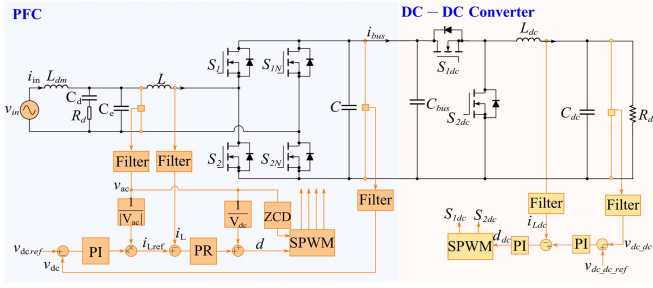 PFC DC − DC Converter
i_bus L_dc
S_1 S_1N S_1dc
i_in L_dm L
C_d C_e R_d
v_in
C C_bus S_2dc C_dc R_d
S_2 S_2N
Filter Filter
v_ac
Filter Filter Filter
1/|V_ac| i_L 1/V_dc ZCD
S_1dc S_2dc i_Ldc
v_dcref PI i_Lref PR d SPWM
v_dc
SPWM d_dc PI PI v_dc_dc
v_dc_dc_ref